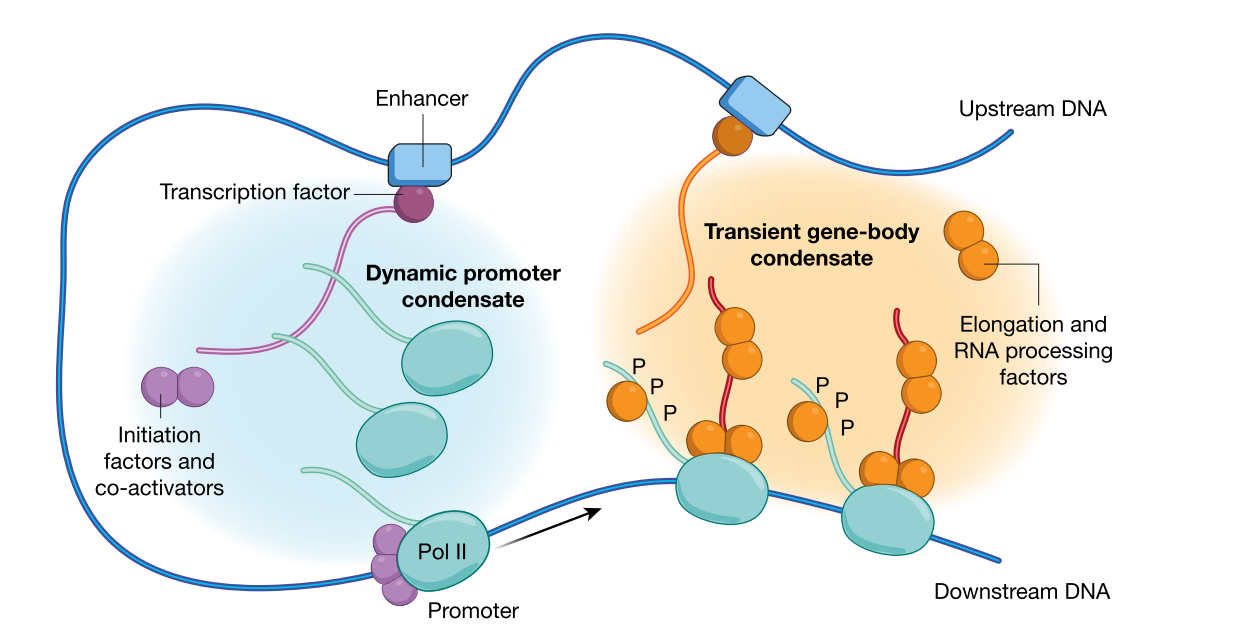 Enhancer
Upstream DNA
Transcription factor
Transient gene-body
condensate
Dynamic promoter
condensate
Elongation and
RNA processing
factors
P
P
P
P
P
P
Initiation
factors and
co-activators
Pol II
Promoter
Downstream DNA